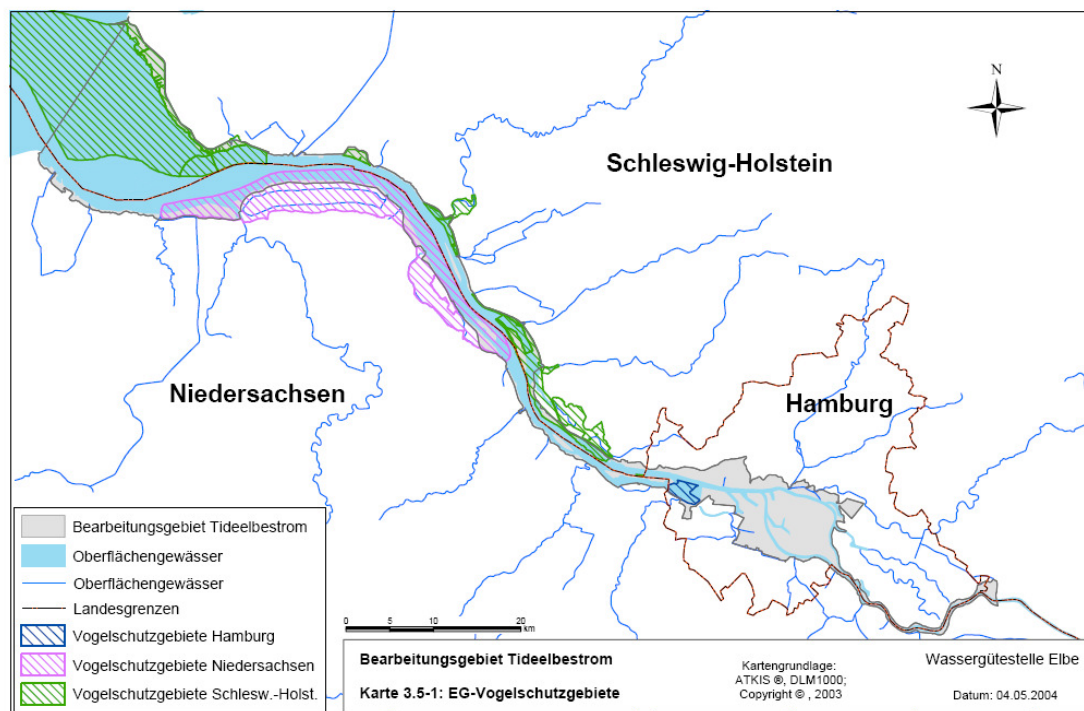 N
Schleswig-Holstein
Niedersachsen
Hamburg
Bearbeitungsgebiet Tideelbestrom
Oberflächengewässer
Oberflächengewässer
Landesgrenzen
Vogelschutzgebiete Hamburg
Vogelschutzgebiete Niedersachsen
Vogelschutzgebiete Schlesw.-Holst.
0 5 10 20
km
Bearbeitungsgebiet Tideelbestrom
Karte 3.5-1: EG-Vogelschutzgebiete
Kartengrundlage:
ATKIS ®, DLM1000;
Copyright © , 2003
Wassergütestelle Elbe
Datum: 04.05.2004